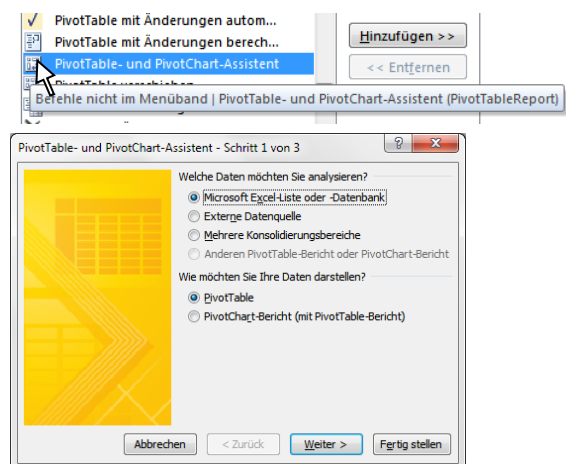 PivotTable mit Änderungen autom...
PivotTable mit Änderungen berech...
Hinzufügen >>
PivotTable- und PivotChart-Assistent
<< Entfernen
PivotTable verschieben
Befehle nicht im Menüband | PivotTable- und PivotChart-Assistent (PivotTableReport)
PivotTable- und PivotChart-Assistent - Schritt 1 von 3
Welche Daten möchten Sie analysieren?
Microsoft Excel-Liste oder -Datenbank
Externe Datenquelle
Mehrere Konsolidierungsbereiche
Anderen PivotTable-Bericht oder PivotChart-Bericht
Wie möchten Sie Ihre Daten darstellen?
PivotTable
PivotChart-Bericht (mit PivotTable-Bericht)
Abbrechen
< Zurück
Weiter >
Fertig stellen